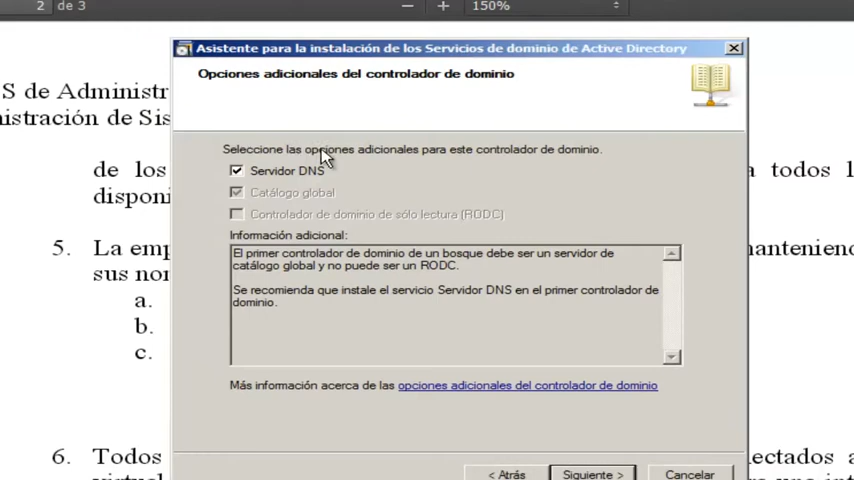 2 de 3 — + 150%
Asistente para la instalación de los Servicios de dominio de Active Directory
Opciones adicionales del controlador de dominio
S de Administr
nistración de Sis
Seleccione las opciones adicionales para este controlador de dominio.
de los
a todos l
Servidor DNS
disponi
Catálogo global
Controlador de dominio de sólo lectura (RODC)
Información adicional:
5. La emp
manteniend
El primer controlador de dominio de un bosque debe ser un servidor de
catálogo global y no puede ser un RODC.
sus nor
Se recomienda que instale el servicio Servidor DNS en el primer controlador de
dominio.
a.
b.
c.
Más información acerca de las opciones adicionales del controlador de dominio
6. Todos
ectados a
< Atrás Siguiente > Cancelar
virtual